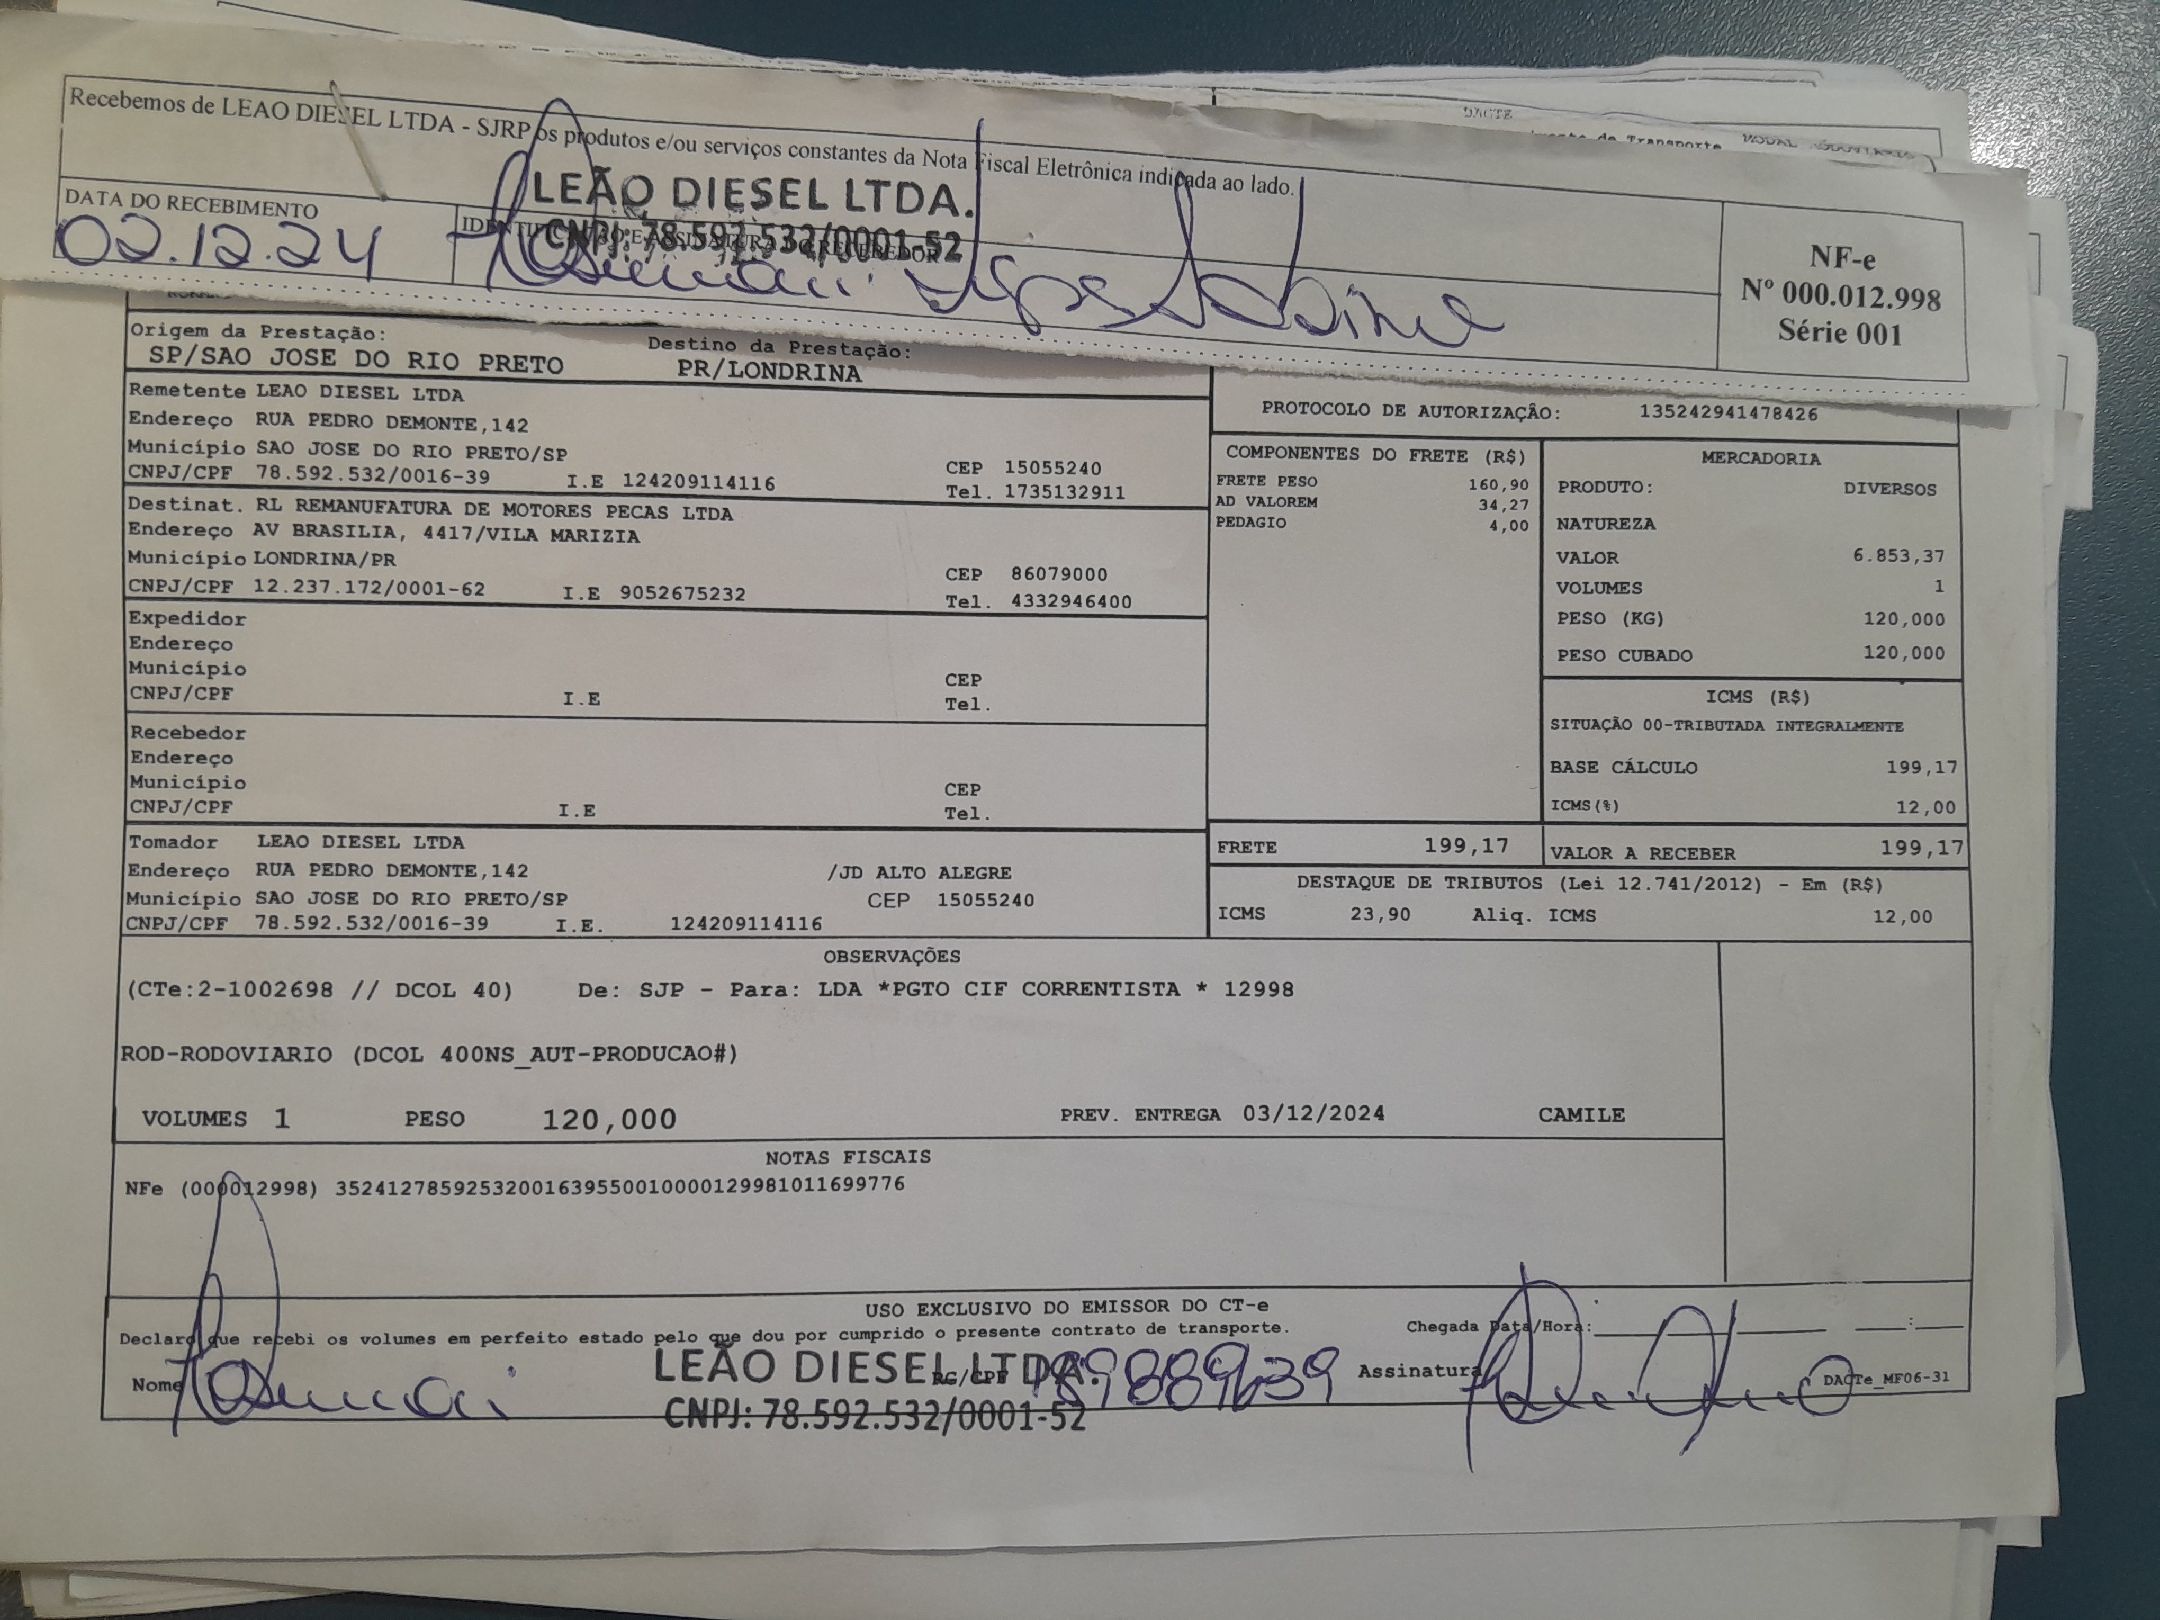 DACTE
Recebemos de LEAO DIESEL LTDA - SJRP os produtos e/ou serviços constantes da Nota Fiscal Eletrônica indicada ao lado.
LEÃO DIESEL LTDA.
CNPJ: 78.592.532/0001-52
DATA DO RECEBIMENTO
02.12.24
IDENTIFICAÇÃO E ASSINATURA DO RECEBEDOR
NF-e
Nº 000.012.998
Série 001
Origem da Prestação:
SP/SAO JOSE DO RIO PRETO
Destino da Prestação:
PR/LONDRINA
Remetente LEAO DIESEL LTDA
Endereço RUA PEDRO DEMONTE,142
Município SAO JOSE DO RIO PRETO/SP
CEP 15055240
CNPJ/CPF 78.592.532/0016-39 I.E 124209114116
Tel. 1735132911
Destinat. RL REMANUFATURA DE MOTORES PECAS LTDA
Endereço AV BRASILIA, 4417/VILA MARIZIA
Município LONDRINA/PR
CEP 86079000
CNPJ/CPF 12.237.172/0001-62 I.E 9052675232
Tel. 4332946400
Expedidor
Endereço
Município
CEP
CNPJ/CPF I.E
Tel.
Recebedor
Endereço
Município
CEP
CNPJ/CPF I.E
Tel.
Tomador LEAO DIESEL LTDA
Endereço RUA PEDRO DEMONTE,142 /JD ALTO ALEGRE
Município SAO JOSE DO RIO PRETO/SP CEP 15055240
CNPJ/CPF 78.592.532/0016-39 I.E. 124209114116
PROTOCOLO DE AUTORIZAÇÃO: 135242941478426
COMPONENTES DO FRETE (R$)
FRETE PESO 160,90
AD VALOREM 34,27
PEDAGIO 4,00
MERCADORIA
PRODUTO: DIVERSOS
NATUREZA
VALOR 6.853,37
VOLUMES 1
PESO (KG) 120,000
PESO CUBADO 120,000
ICMS (R$)
SITUAÇÃO 00-TRIBUTADA INTEGRALMENTE
BASE CÁLCULO 199,17
ICMS(%) 12,00
FRETE 199,17
VALOR A RECEBER 199,17
DESTAQUE DE TRIBUTOS (Lei 12.741/2012) - Em (R$)
ICMS 23,90 Aliq. ICMS 12,00
OBSERVAÇÕES
(CTe:2-1002698 // DCOL 40) De: SJP - Para: LDA *PGTO CIF CORRENTISTA * 12998
ROD-RODOVIARIO (DCOL 400NS_AUT-PRODUCAO#)
VOLUMES 1 PESO 120,000 PREV. ENTREGA 03/12/2024 CAMILE
NOTAS FISCAIS
NFe (000012998) 35241278592532001639550010000129981011699776
USO EXCLUSIVO DO EMISSOR DO CT-e
Declaro que recebi os volumes em perfeito estado pelo que dou por cumprido o presente contrato de transporte.
Chegada Data/Hora:
LEÃO DIESEL LTDA.
CNPJ: 78.592.532/0001-52
Nome
RG/CPF
Assinatura
DACTe_MF06-31